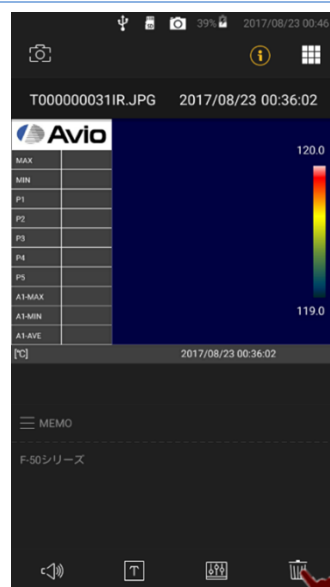 39% 2017/08/23 00:46
T000000031IR.JPG 2017/08/23 00:36:02
Avio
120.0
MAX
MIN
P1
P2
P3
P4
P5
A1-MAX
A1-MIN
119.0
A1-AVE
[℃] 2017/08/23 00:36:02
MEMO
F-50シリーズ
T